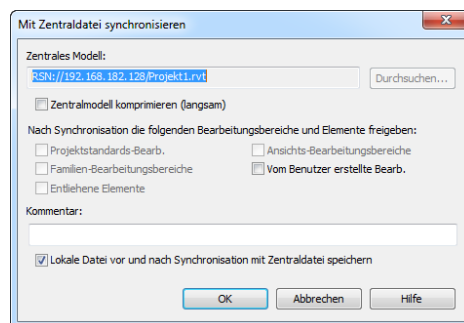 Mit Zentraldatei synchronisieren
Zentrales Modell:
RSN://192.168.182.128/Projekt1.rvt
Durchsuchen...
Zentralmodell komprimieren (langsam)
Nach Synchronisation die folgenden Bearbeitungsbereiche und Elemente freigeben:
Projektstandards-Bearb. Ansichts-Bearbeitungsbereiche
Familien-Bearbeitungsbereiche Vom Benutzer erstellte Bearb.
Entliehene Elemente
Kommentar:
Lokale Datei vor und nach Synchronisation mit Zentraldatei speichern
OK Abbrechen Hilfe